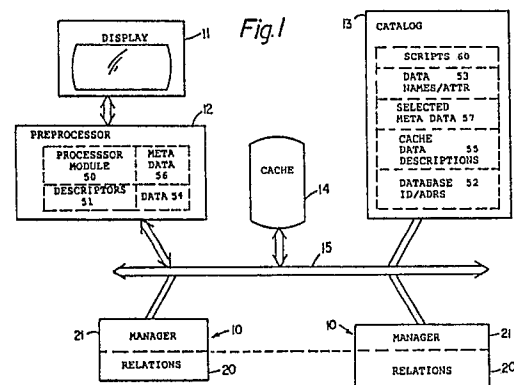 Fig.1
11
DISPLAY
12
PREPROCESSOR
PROCESSSOR MODULE 50
META DATA 56
DESCRIPTORS 51
DATA 54
CACHE
14
13
CATALOG
SCRIPTS 60
DATA 53 NAMES/ATTR
SELECTED META DATA 57
CACHE DATA 55 DESCRIPTIONS
DATABASE 52 ID/ADRS
15
21
MANAGER
10
RELATIONS
20
10
MANAGER
21
RELATIONS
20